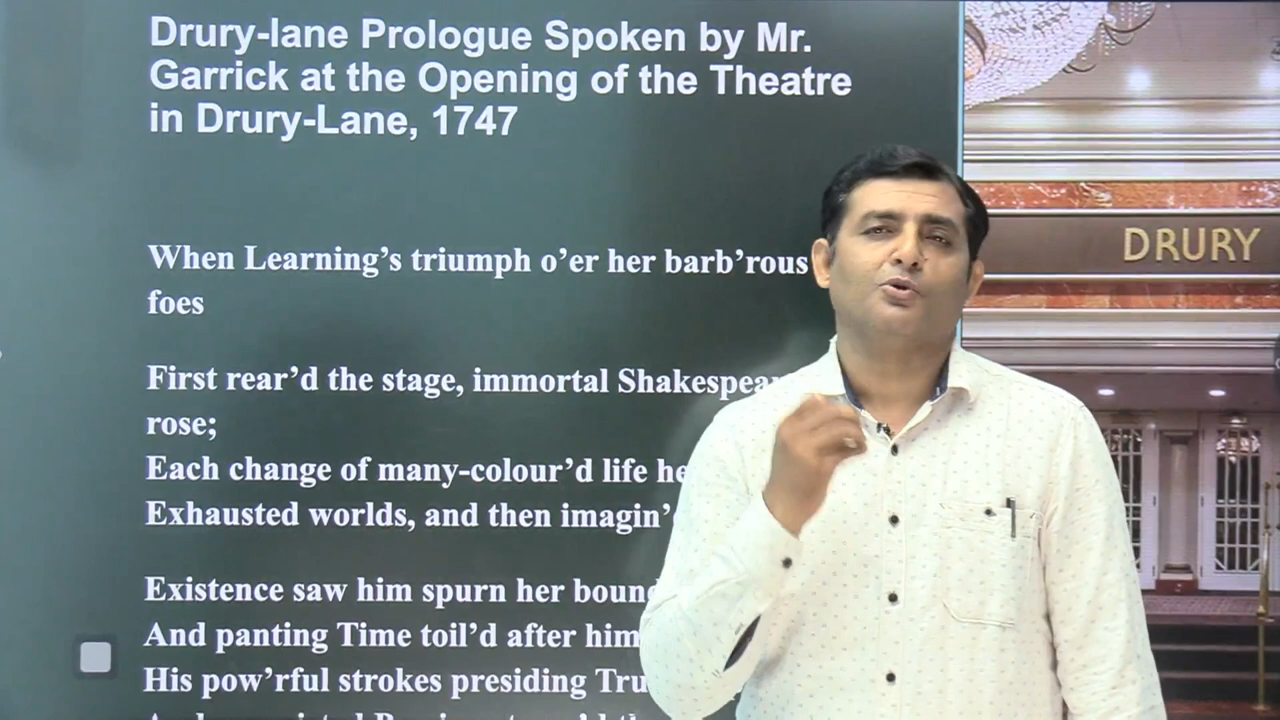 Drury-lane Prologue Spoken by Mr.
Garrick at the Opening of the Theatre
in Drury-Lane, 1747
When Learning's triumph o'er her barb'rous
foes
First rear'd the stage, immortal Shakespear
rose;
Each change of many-colour'd life he
Exhausted worlds, and then imagin'
Existence saw him spurn her bound
And panting Time toil'd after him
His pow'rful strokes presiding Tru
DRURY